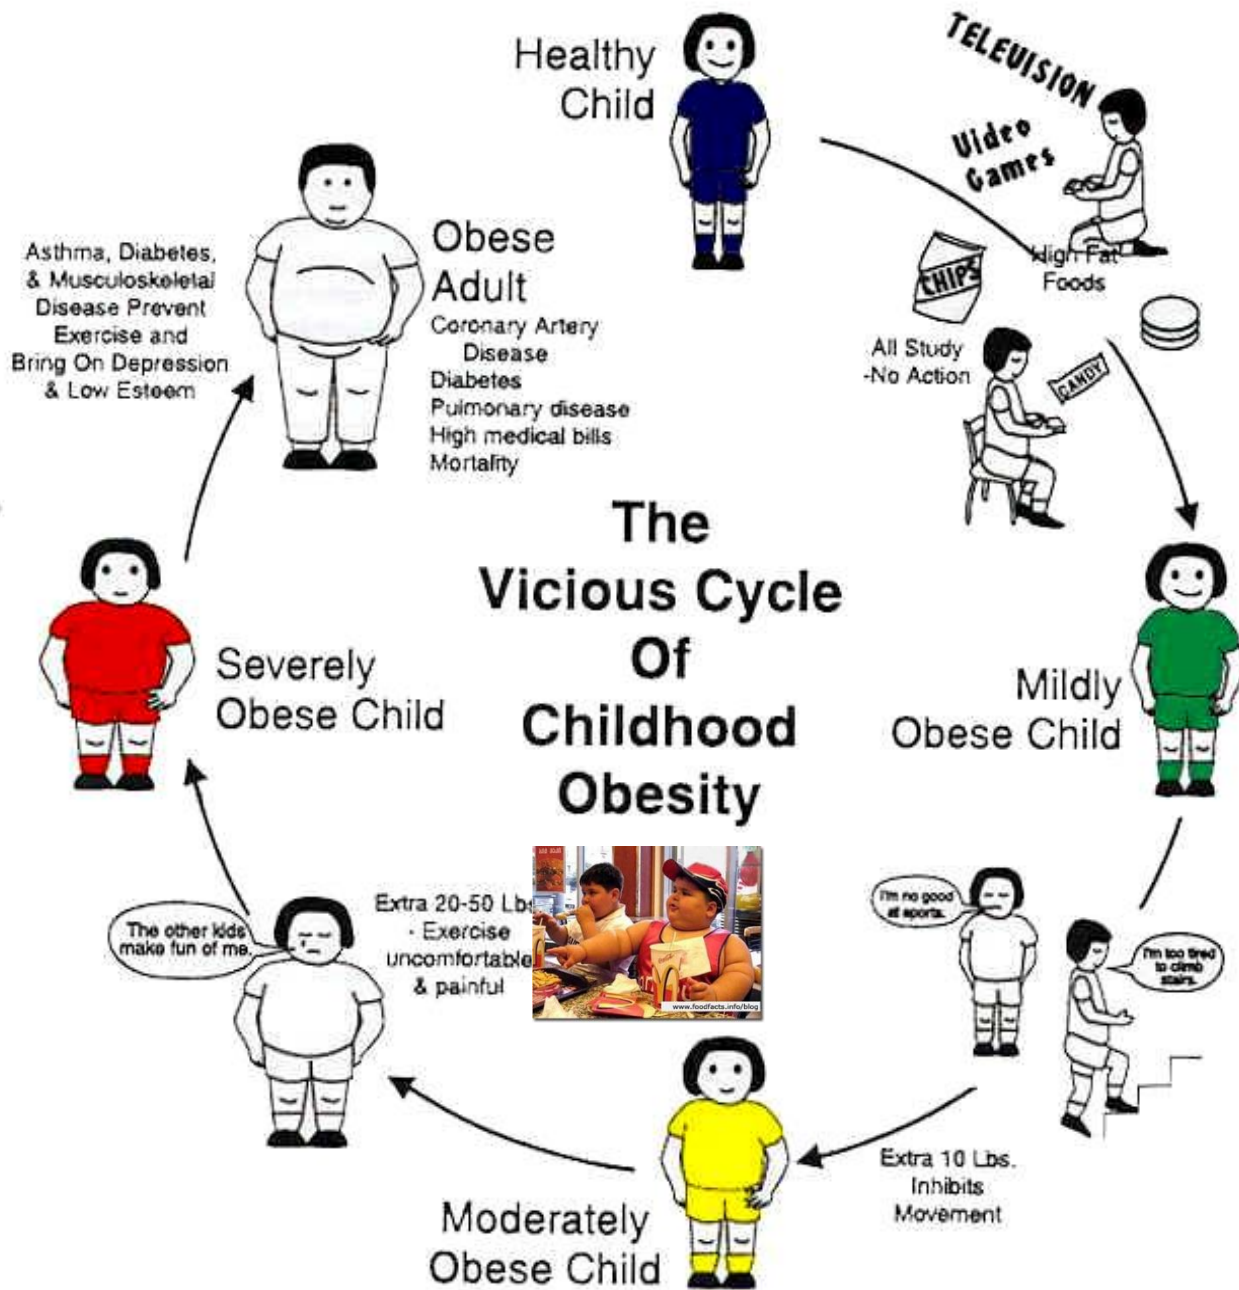 Healthy
Child
TELEVISION
Video
Games
High Fat
Foods
CHIPS
All Study
-No Action
CANDY
Mildly
Obese Child
I'm no good
at sports.
I'm too tired
to climb
stairs.
Extra 10 Lbs.
Inhibits
Movement
Moderately
Obese Child
Extra 20-50 Lbs
- Exercise
uncomfortable
& painful
The other kids
make fun of me.
Severely
Obese Child
Asthma, Diabetes,
& Musculoskeletal
Disease Prevent
Exercise and
Bring On Depression
& Low Esteem
Obese
Adult
Coronary Artery
Disease
Diabetes
Pulmonary disease
High medical bills
Mortality
The
Vicious Cycle
Of
Childhood
Obesity
www.foodfacts.info/blog